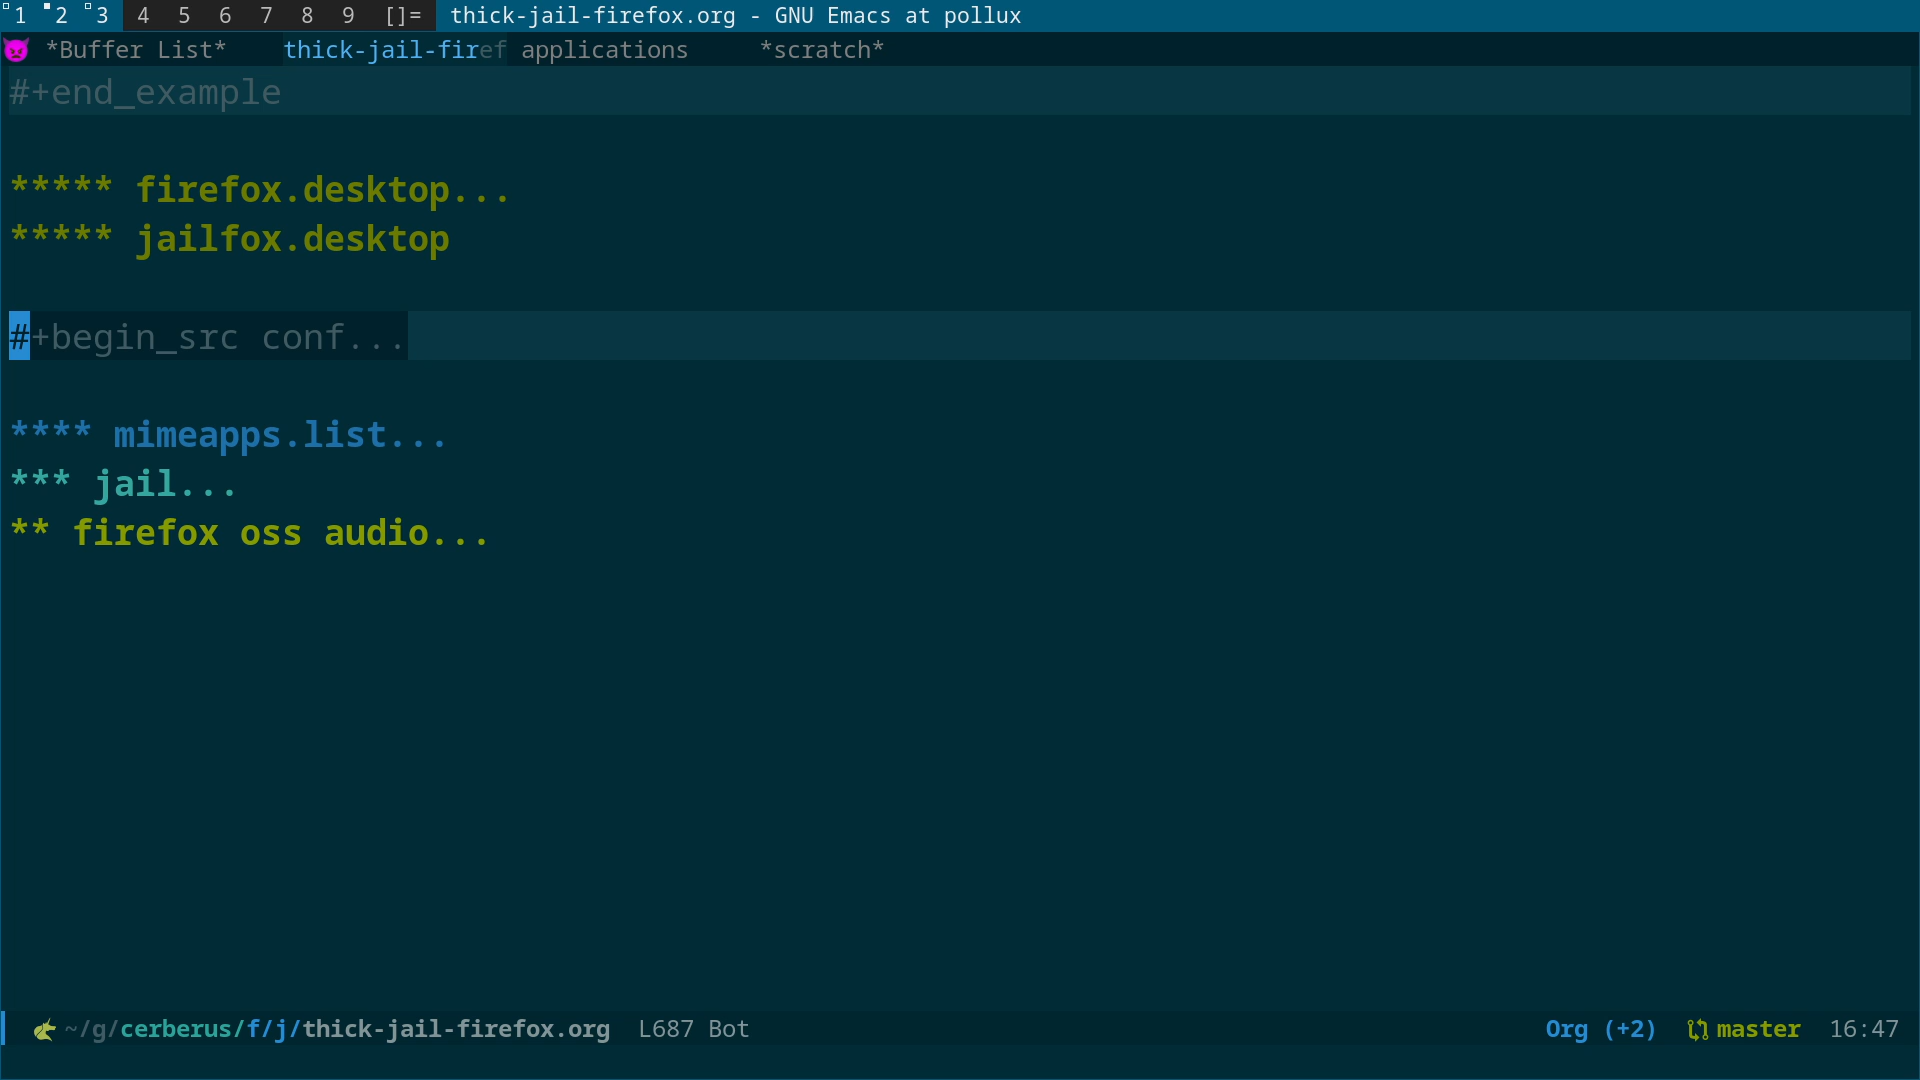 1 2 3 4 5 6 7 8 9 []= thick-jail-firefox.org - GNU Emacs at pollux
*Buffer List* thick-jail-firef applications *scratch*
#+end_example
***** firefox.desktop...
***** jailfox.desktop
#+begin_src conf...
**** mimeapps.list...
*** jail...
** firefox oss audio...
~/g/cerberus/f/j/thick-jail-firefox.org L687 Bot Org (+2) master 16:47